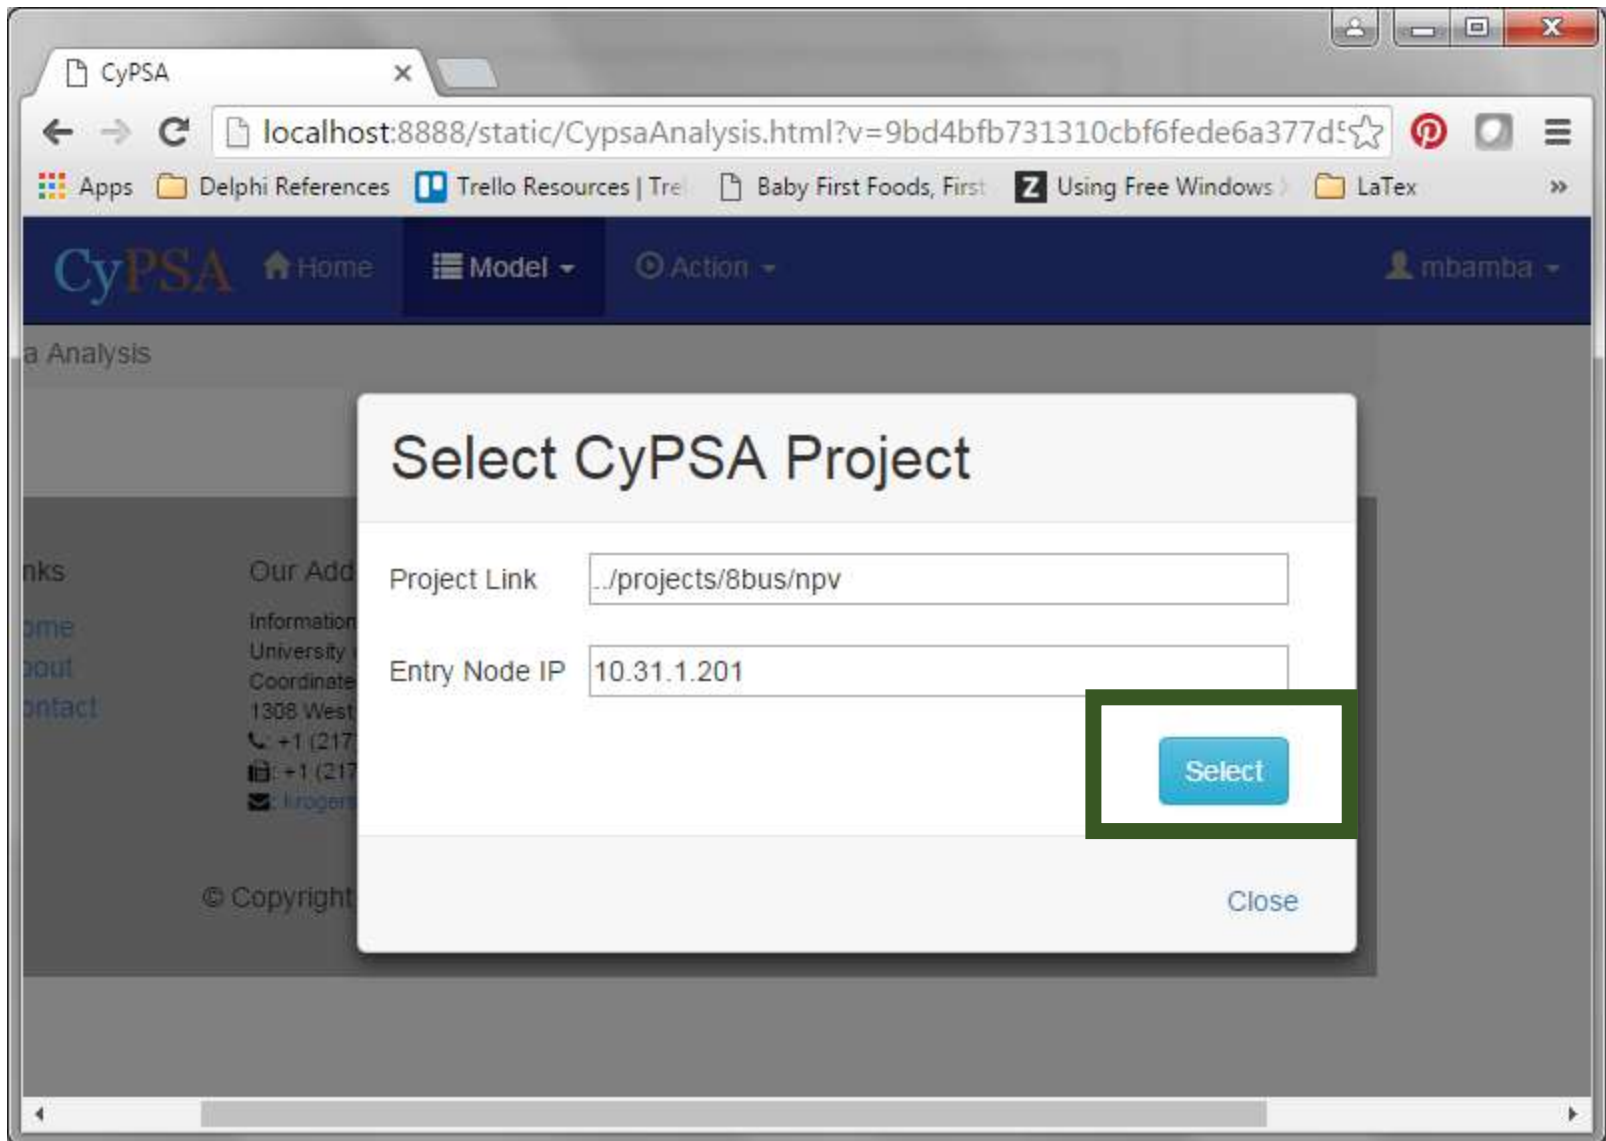 CyPSA
localhost:8888/static/CypsaAnalysis.html?v=9bd4bfb731310cbf6fede6a377d5
Apps Delphi References Trello Resources | Tre Baby First Foods, First Z Using Free Windows LaTex »
CyPSA Home Model Action mbamba
a Analysis
Select CyPSA Project
Project Link ../projects/8bus/npv
Entry Node IP 10.31.1.201
Select
Close
nks
ome
bout
ontact
Our Add
Information
University
Coordinate
1308 West
: +1 (217
: +1 (217
: krogers
© Copyright